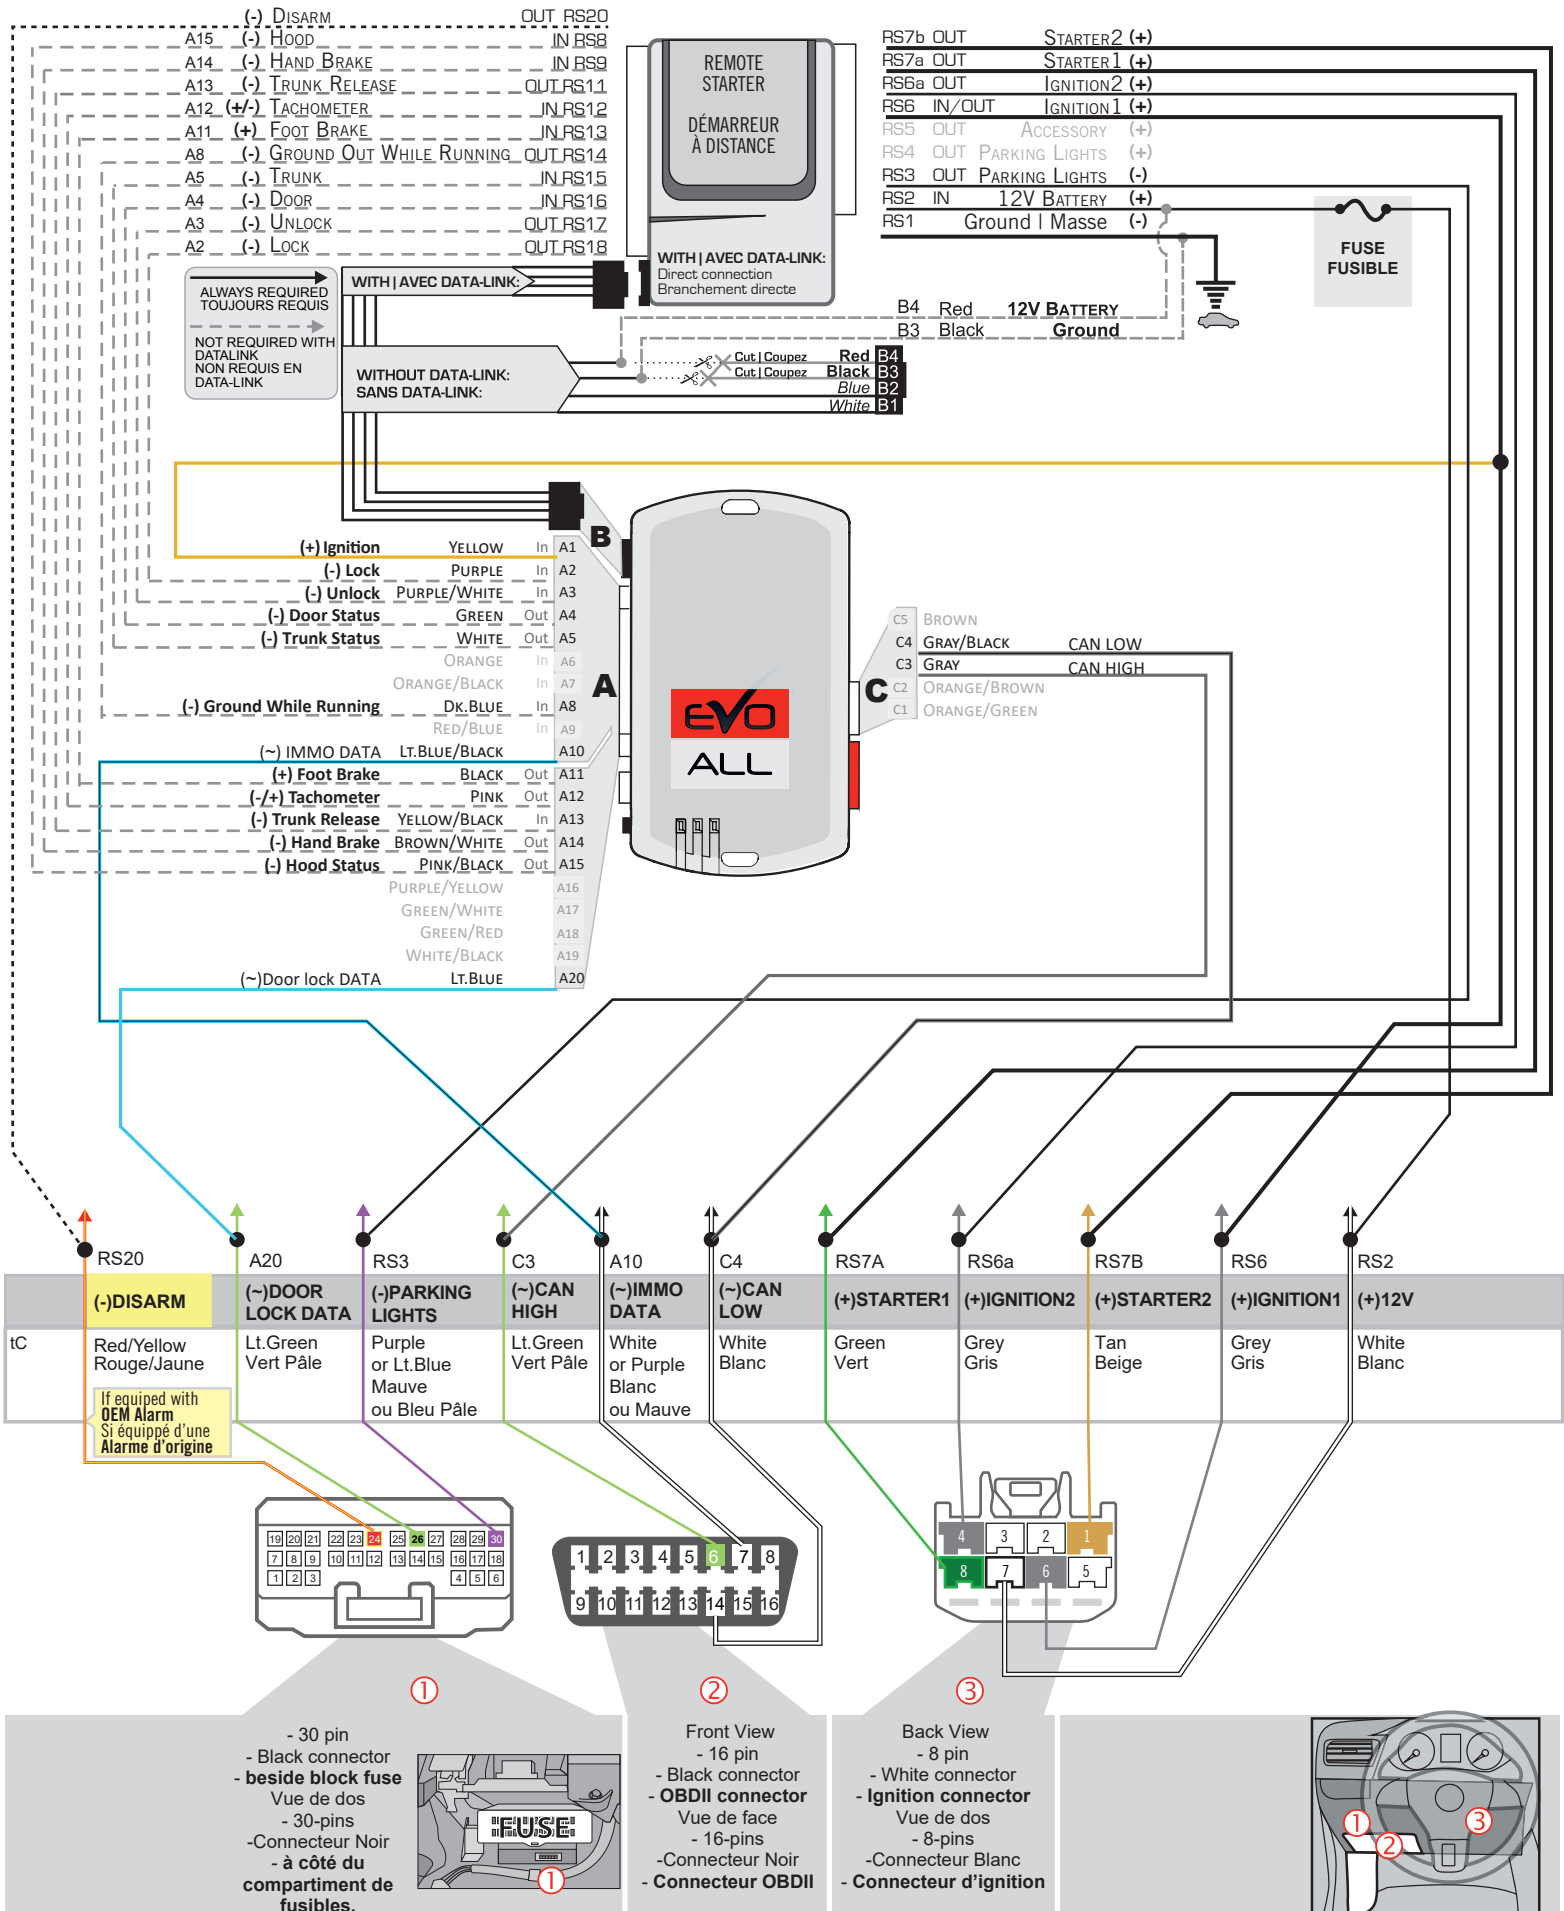 (-) DISARM OUT RS20
A15 (-) HOOD IN RS8
A14 (-) HAND BRAKE IN RS9
A13 (-) TRUNK RELEASE OUT RS11
A12 (+/-) TACHOMETER IN RS12
A11 (+) FOOT BRAKE IN RS13
A8 (-) GROUND OUT WHILE RUNNING OUT RS14
A5 (-) TRUNK IN RS15
A4 (-) DOOR IN RS16
A3 (-) UNLOCK OUT RS17
A2 (-) LOCK OUT RS18
REMOTE
STARTER
DÉMARREUR
À DISTANCE
WITH | AVEC DATA-LINK:
Direct connection
Branchement directe
RS7b OUT STARTER2 (+)
RS7a OUT STARTER1 (+)
RS6a OUT IGNITION2 (+)
RS6 IN/OUT IGNITION1 (+)
RS5 OUT ACCESSORY (+)
RS4 OUT PARKING LIGHTS (+)
RS3 OUT PARKING LIGHTS (-)
RS2 IN 12V BATTERY (+)
RS1 Ground | Masse (-)
FUSE
FUSIBLE
ALWAYS REQUIRED
TOUJOURS REQUIS
NOT REQUIRED WITH
DATALINK
NON REQUIS EN
DATA-LINK
WITH | AVEC DATA-LINK:
WITHOUT DATA-LINK:
SANS DATA-LINK:
B4 Red 12V BATTERY
B3 Black Ground
Cut | Coupez Red B4
Cut | Coupez Black B3
Blue B2
White B1
B
A
C
(+) Ignition YELLOW In A1
(-) Lock PURPLE In A2
(-) Unlock PURPLE/WHITE In A3
(-) Door Status GREEN Out A4
(-) Trunk Status WHITE Out A5
ORANGE In A6
ORANGE/BLACK In A7
(-) Ground While Running DK.BLUE In A8
RED/BLUE In A9
(~) IMMO DATA LT.BLUE/BLACK A10
(+) Foot Brake BLACK Out A11
(-/+) Tachometer PINK Out A12
(-) Trunk Release YELLOW/BLACK In A13
(-) Hand Brake BROWN/WHITE Out A14
(-) Hood Status PINK/BLACK Out A15
PURPLE/YELLOW A16
GREEN/WHITE A17
GREEN/RED A18
WHITE/BLACK A19
(~)Door lock DATA LT.BLUE A20
EVO
ALL
C5 BROWN
C4 GRAY/BLACK CAN LOW
C3 GRAY CAN HIGH
C2 ORANGE/BROWN
C1 ORANGE/GREEN
RS20 A20 RS3 C3 A10 C4 RS7A RS6a RS7B RS6 RS2
(-)DISARM
(~)DOOR
LOCK DATA
(-)PARKING
LIGHTS
(~)CAN
HIGH
(~)IMMO
DATA
(~)CAN
LOW
(+)STARTER1
(+)IGNITION2
(+)STARTER2
(+)IGNITION1
(+)12V
tC
Red/Yellow
Rouge/Jaune
Lt.Green
Vert Pâle
Purple
or Lt.Blue
Mauve
ou Bleu Pâle
Lt.Green
Vert Pâle
White
or Purple
Blanc
ou Mauve
White
Blanc
Green
Vert
Grey
Gris
Tan
Beige
Grey
Gris
White
Blanc
If equiped with
OEM Alarm
Si équippé d'une
Alarme d'origine
19 20 21 22 23 24 25 26 27 28 29 30
7 8 9 10 11 12 13 14 15 16 17 18
1 2 3 4 5 6
1 2 3 4 5 6 7 8
9 10 11 12 13 14 15 16
4 3 2 1
8 7 6 5
1
2
3
- 30 pin
- Black connector
- beside block fuse
Vue de dos
- 30-pins
-Connecteur Noir
- à côté du
compartiment de
fusibles.
FUSE
1
Front View
- 16 pin
- Black connector
- OBDII connector
Vue de face
- 16-pins
-Connecteur Noir
- Connecteur OBDII
Back View
- 8 pin
- White connector
- Ignition connector
Vue de dos
- 8-pins
-Connecteur Blanc
- Connecteur d'ignition
1
2
3